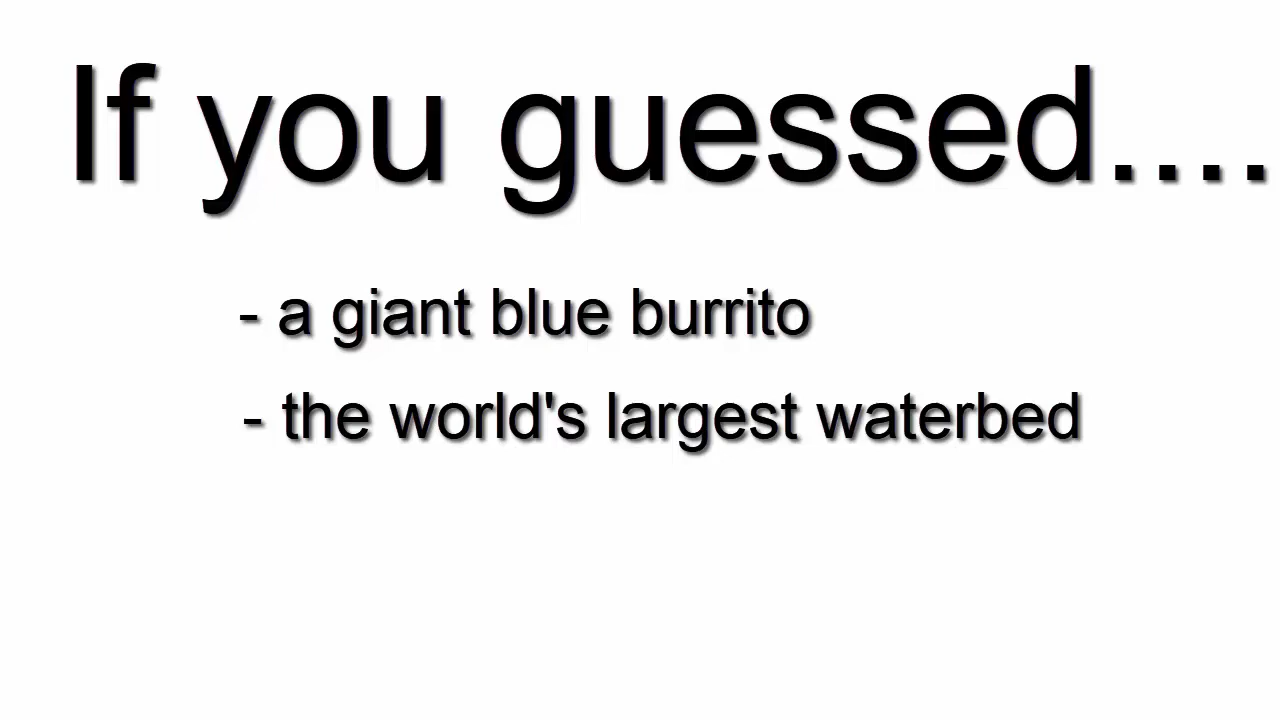 If you guessed....
- a giant blue burrito
- the world's largest waterbed